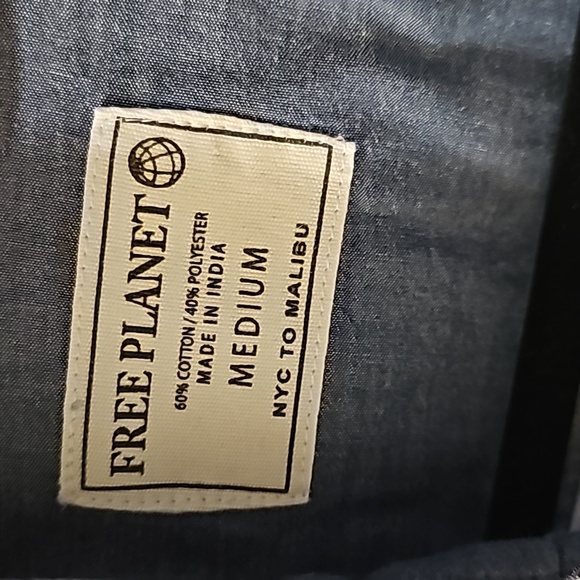 FREE PLANET
60% COTTON / 40% POLYESTER
MADE IN INDIA
MEDIUM
NYC TO MALIBU